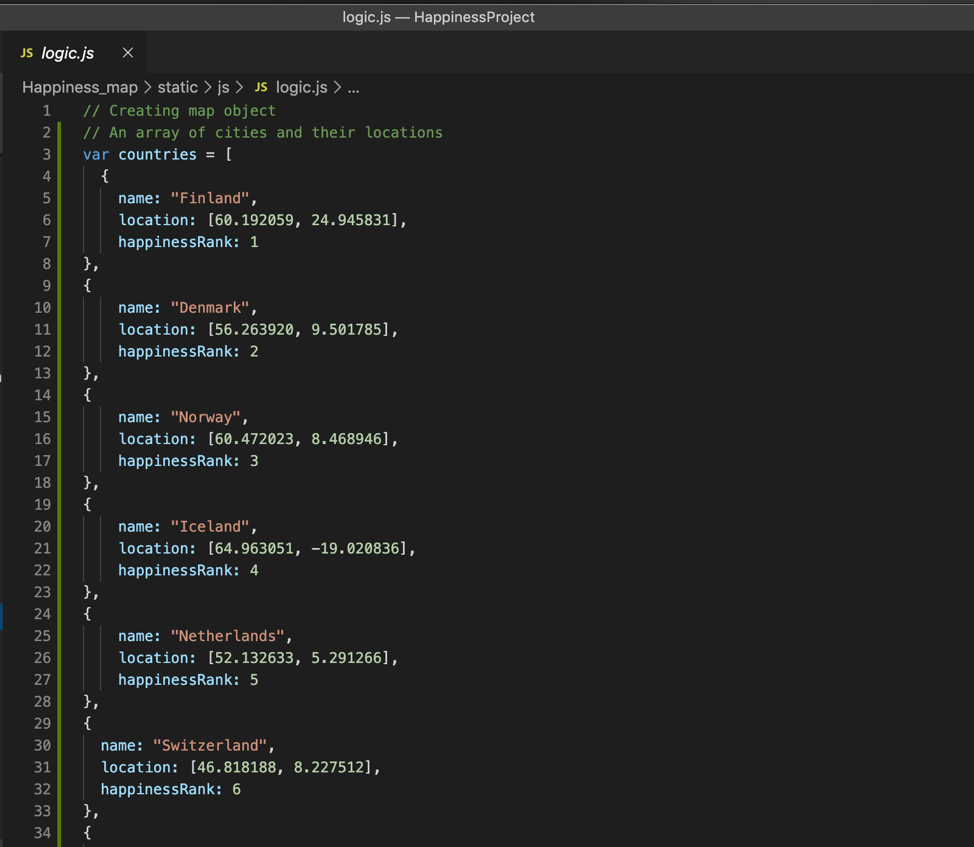 logic.js — HappinessProject
JS logic.js ×
Happiness_map > static > js > JS logic.js > ...
1 // Creating map object
2 // An array of cities and their locations
3 var countries = [
4 {
5 name: "Finland",
6 location: [60.192059, 24.945831],
7 happinessRank: 1
8 },
9 {
10 name: "Denmark",
11 location: [56.263920, 9.501785],
12 happinessRank: 2
13 },
14 {
15 name: "Norway",
16 location: [60.472023, 8.468946],
17 happinessRank: 3
18 },
19 {
20 name: "Iceland",
21 location: [64.963051, -19.020836],
22 happinessRank: 4
23 },
24 {
25 name: "Netherlands",
26 location: [52.132633, 5.291266],
27 happinessRank: 5
28 },
29 {
30 name: "Switzerland",
31 location: [46.818188, 8.227512],
32 happinessRank: 6
33 },
34 {